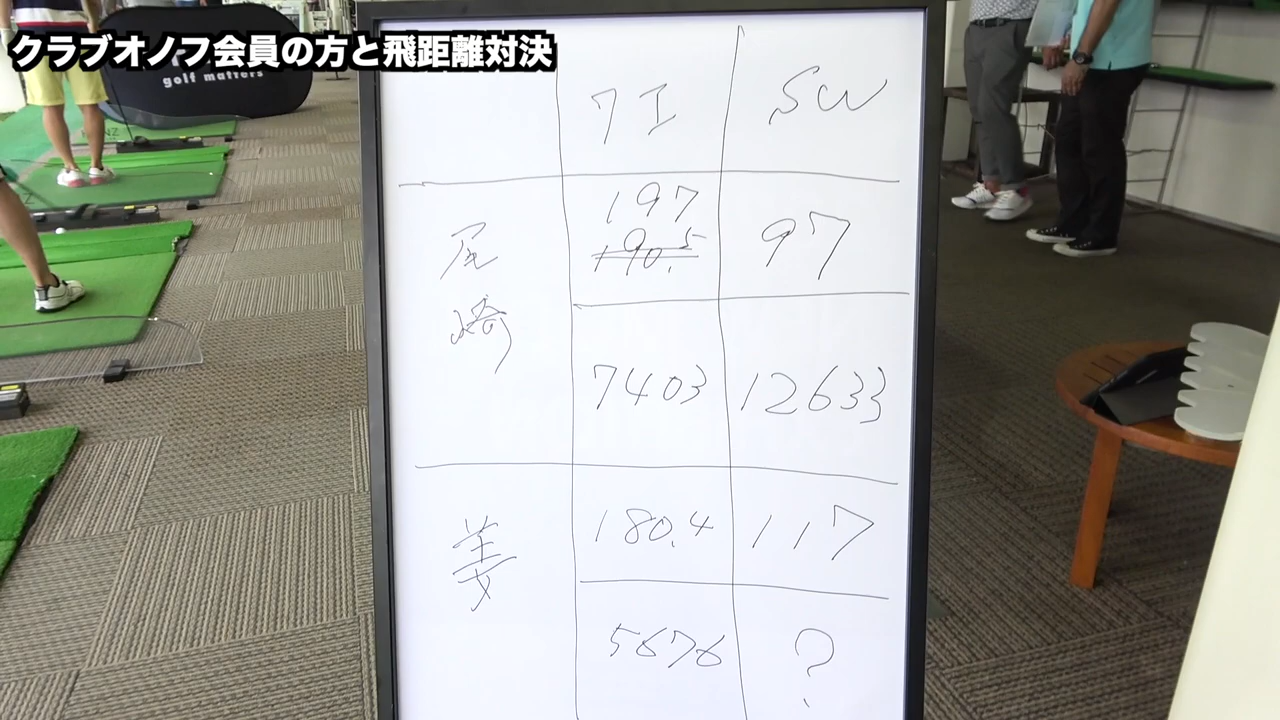 クラブオノフ会員の方と飛距離対決
golf matters
7I SW
尾崎
197
190.5
97
7403 12633
姜
180.4 117
5676 ?